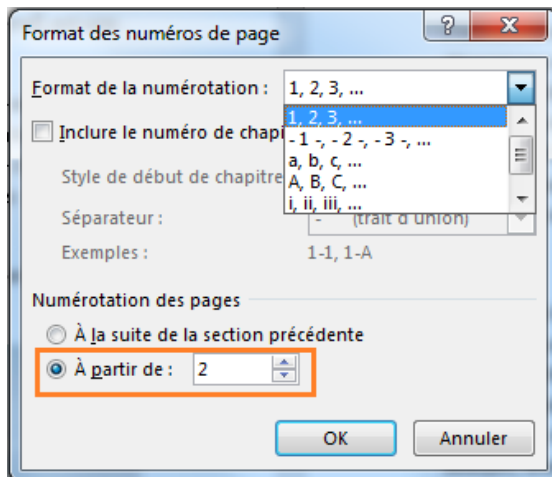 Format des numéros de page
Format de la numérotation : 1, 2, 3, ...
1, 2, 3, ...
- 1 -, - 2 -, - 3 -, ...
a, b, c, ...
A, B, C, ...
i, ii, iii, ...
Inclure le numéro de chapi
Style de début de chapitre
Séparateur : - (trait d'union)
Exemples : 1-1, 1-A
Numérotation des pages
À la suite de la section précédente
À partir de : 2
OK Annuler